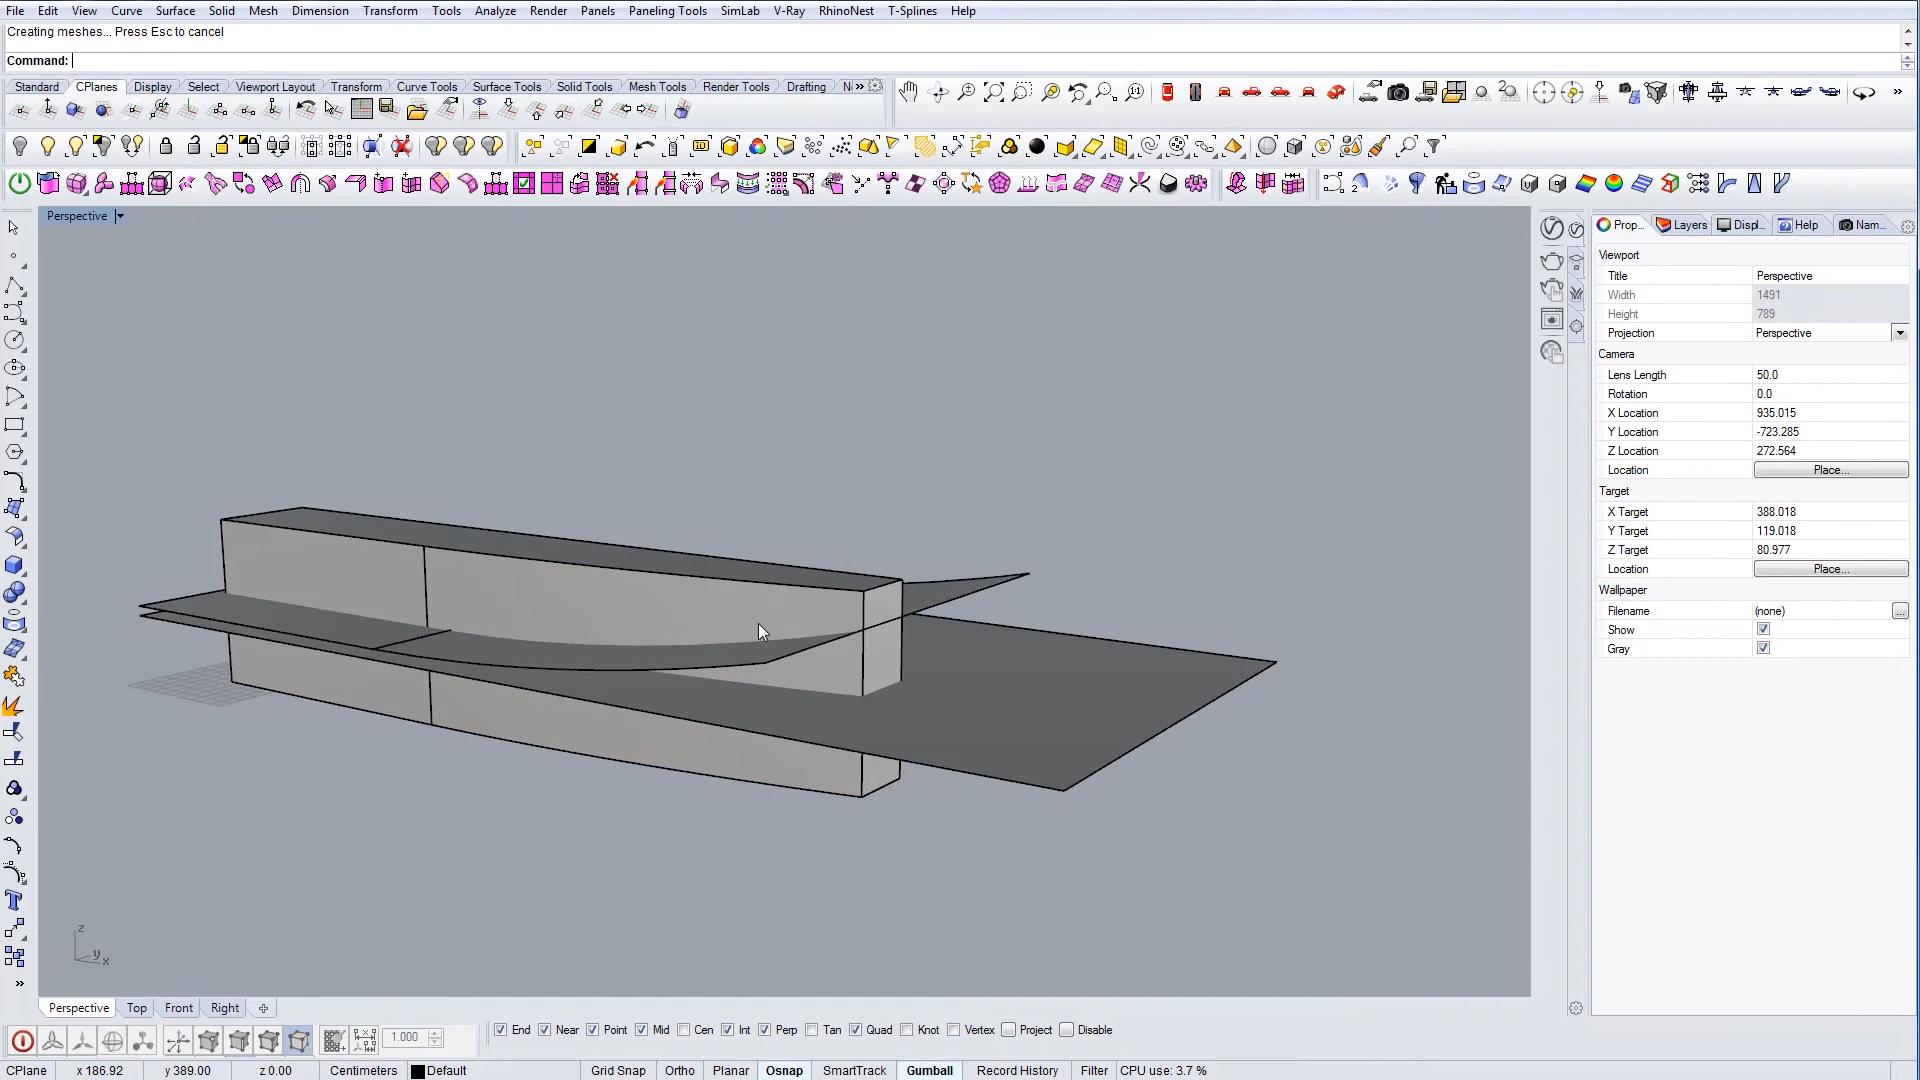 File Edit View Curve Surface Solid Mesh Dimension Transform Tools Analyze Render Panels Paneling Tools SimLab V-Ray RhinoNest T-Splines Help
Creating meshes... Press Esc to cancel
Command:
Standard CPlanes Display Select Viewport Layout Transform Curve Tools Surface Tools Solid Tools Mesh Tools Render Tools Drafting
Perspective
Prop... Layers Displ... Help Nam...
Viewport
Title Perspective
Width 1491
Height 789
Projection Perspective
Camera
Lens Length 50.0
Rotation 0.0
X Location 935.015
Y Location -723.285
Z Location 272.564
Location Place...
Target
X Target 388.018
Y Target 119.018
Z Target 80.977
Location Place...
Wallpaper
Filename (none) ...
Show
Gray
z
y
x
Perspective Top Front Right
1.000 End Near Point Mid Cen Int Perp Tan Quad Knot Vertex Project Disable
CPlane x 186.92 y 389.00 z 0.00 Centimeters Default Grid Snap Ortho Planar Osnap SmartTrack Gumball Record History Filter CPU use: 3.7 %